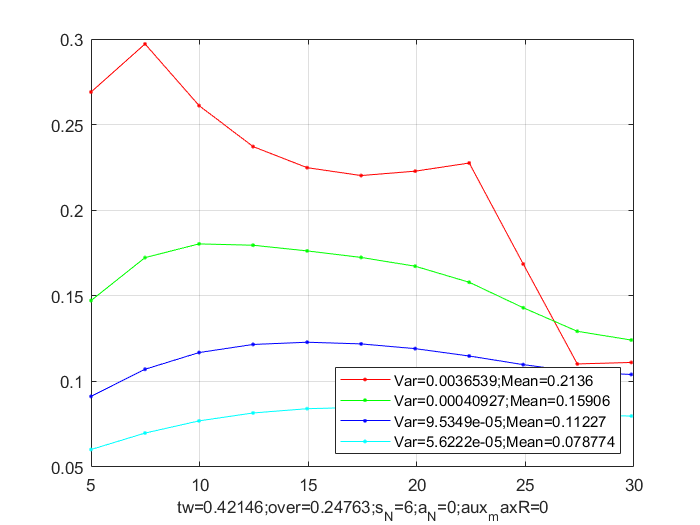 0.3
0.25
0.2
0.15
0.1
0.05
Var=0.0036539;Mean=0.2136
Var=0.00040927;Mean=0.15906
Var=9.5349e-05;Mean=0.11227
Var=5.6222e-05;Mean=0.078774
5 10 15 20 25 30
tw=0.42146;over=0.24763;s_N=6;a_N=0;aux_maxR=0